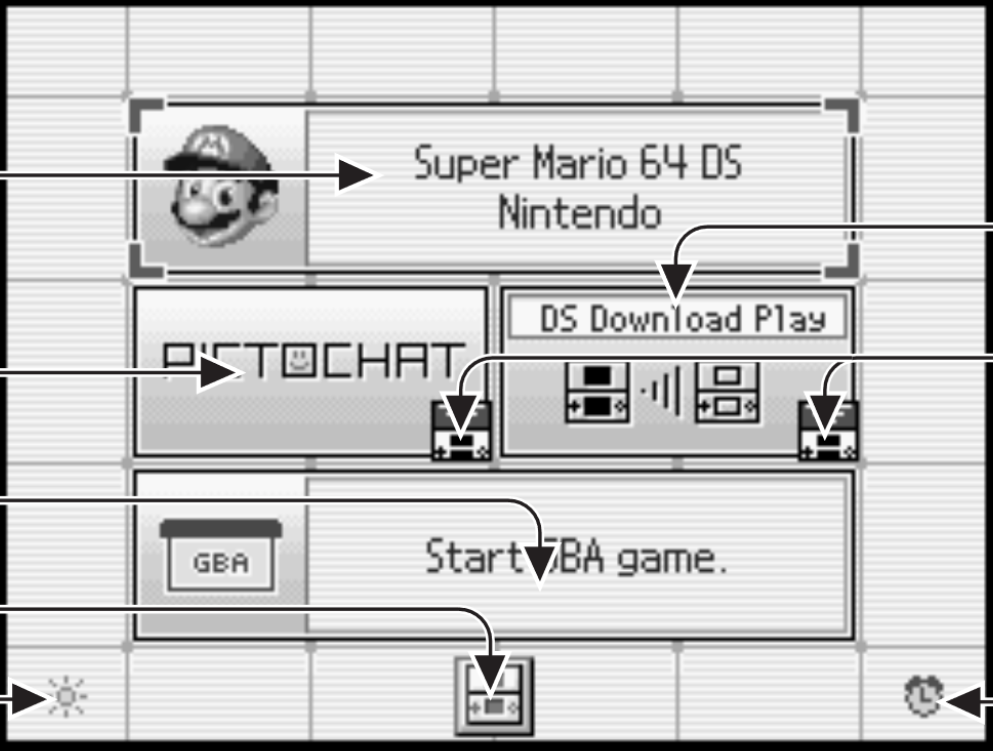 Super Mario 64 DS
Nintendo
PICTOCHAT
DS Download Play
GBA
Start GBA game.